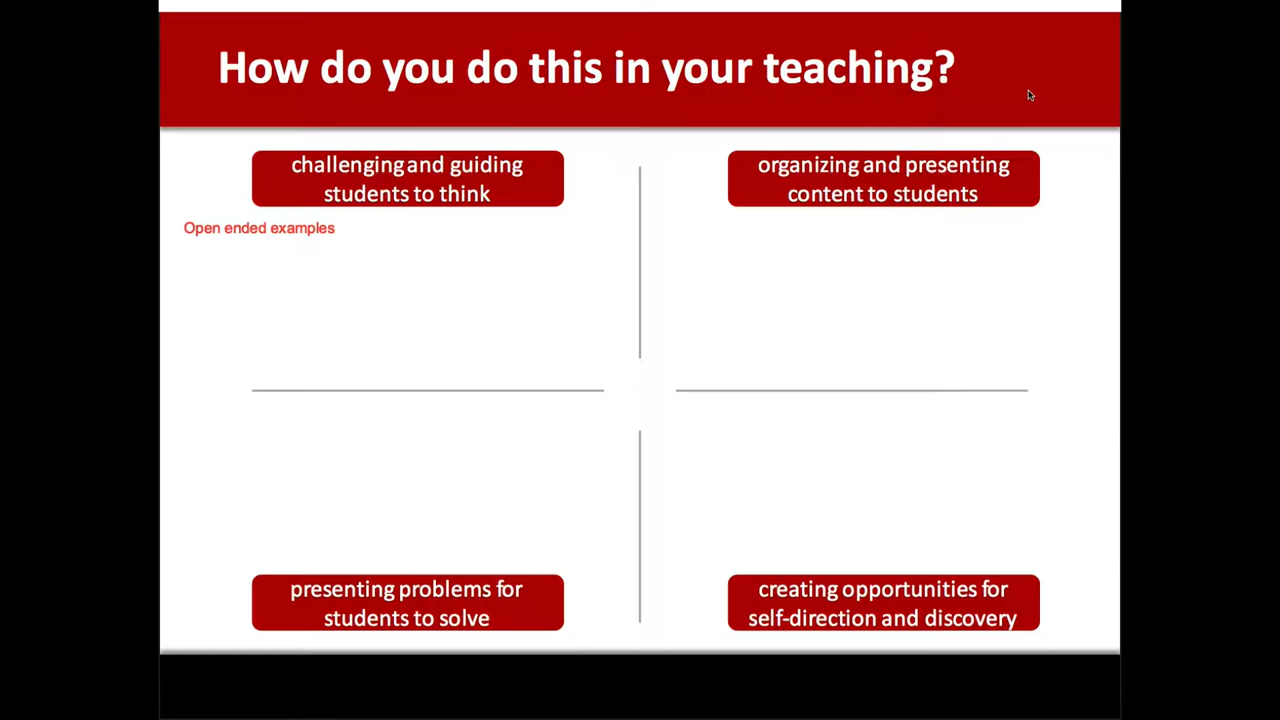 How do you do this in your teaching?
challenging and guiding
students to think
organizing and presenting
content to students
Open ended examples
presenting problems for
students to solve
creating opportunities for
self-direction and discovery